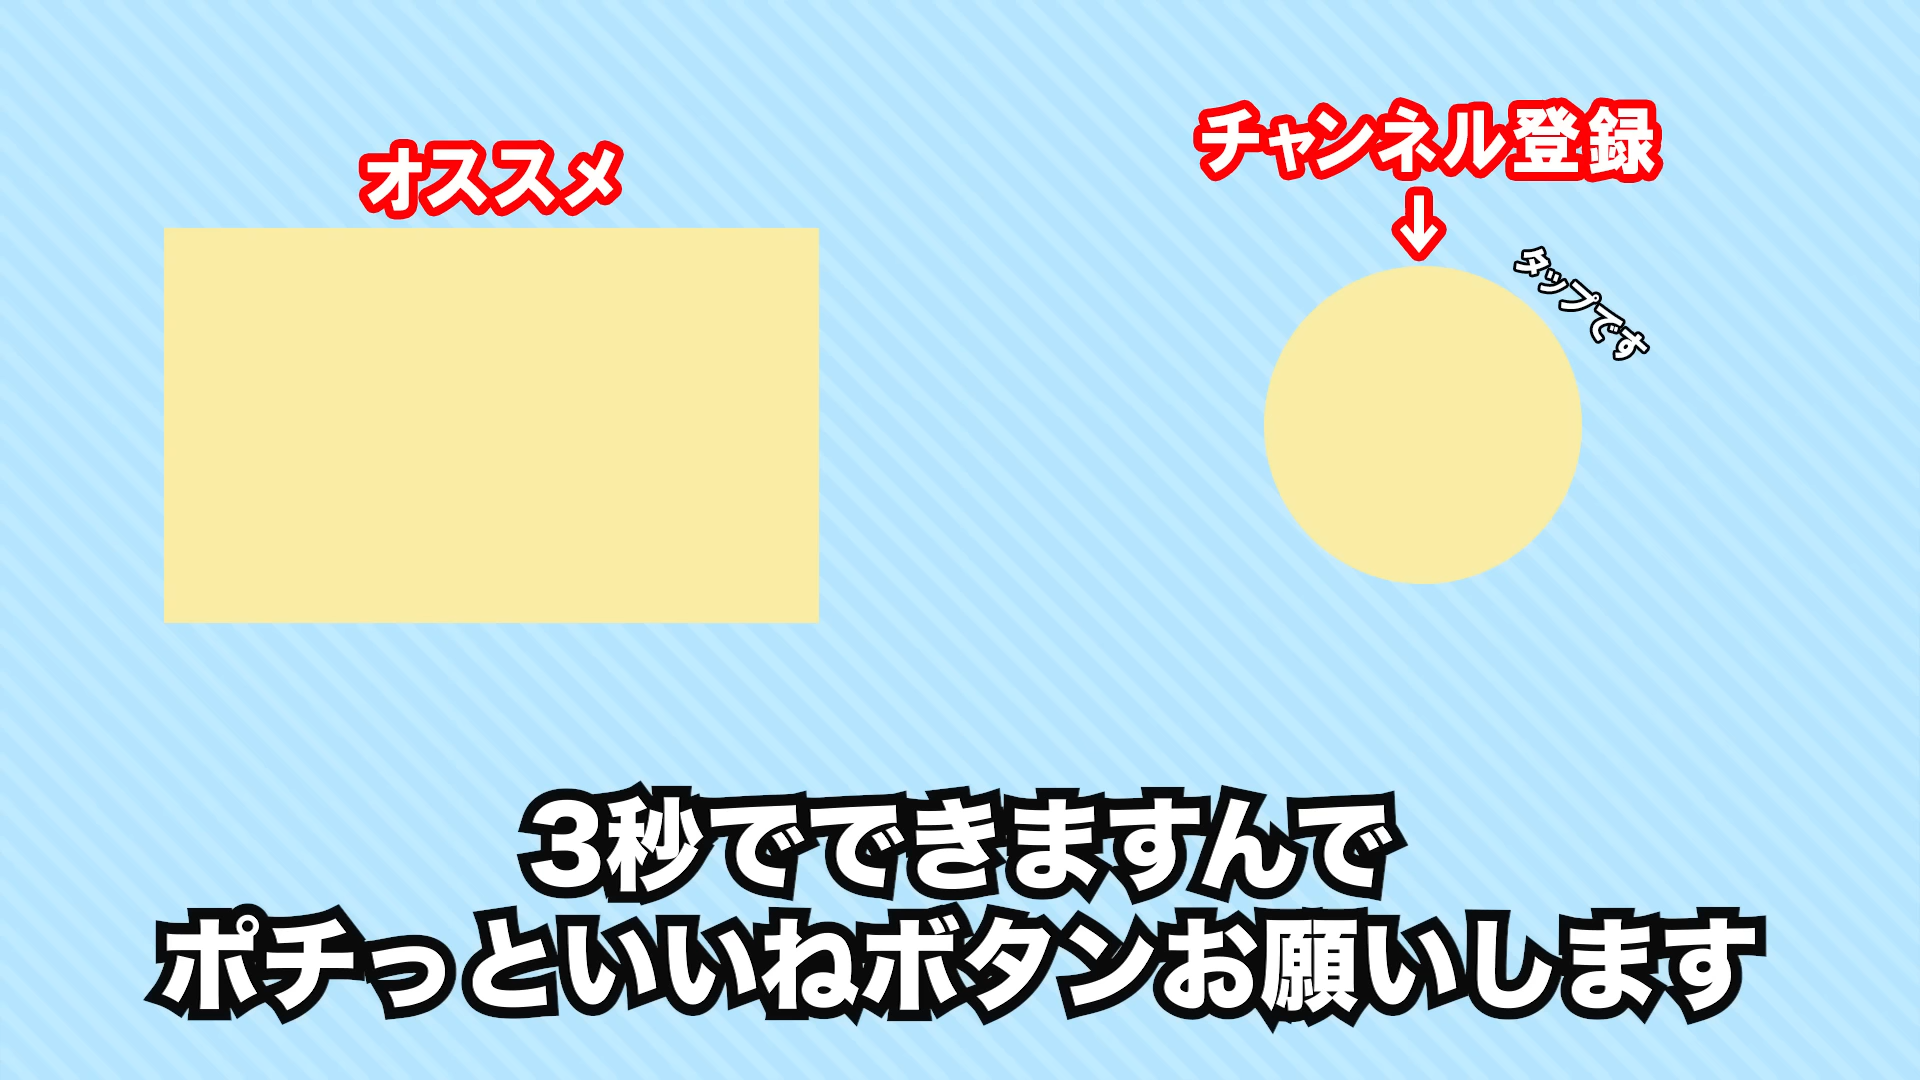 オススメ
チャンネル登録
↓
タップです
3秒でできますんで
ポチっといいねボタンお願いします